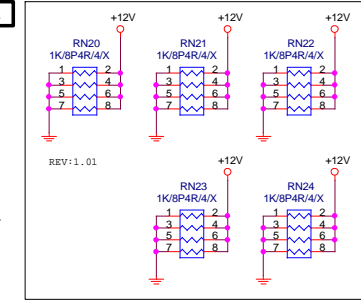 +12V +12V +12V
RN20 RN21 RN22
1K/8P4R/4/X 1K/8P4R/4/X 1K/8P4R/4/X
1 2 1 2 1 2
3 4 3 4 3 4
5 6 5 6 5 6
7 8 7 8 7 8
REV:1.01 +12V +12V
RN23 RN24
1K/8P4R/4/X 1K/8P4R/4/X
1 2 1 2
3 4 3 4
5 6 5 6
7 8 7 8